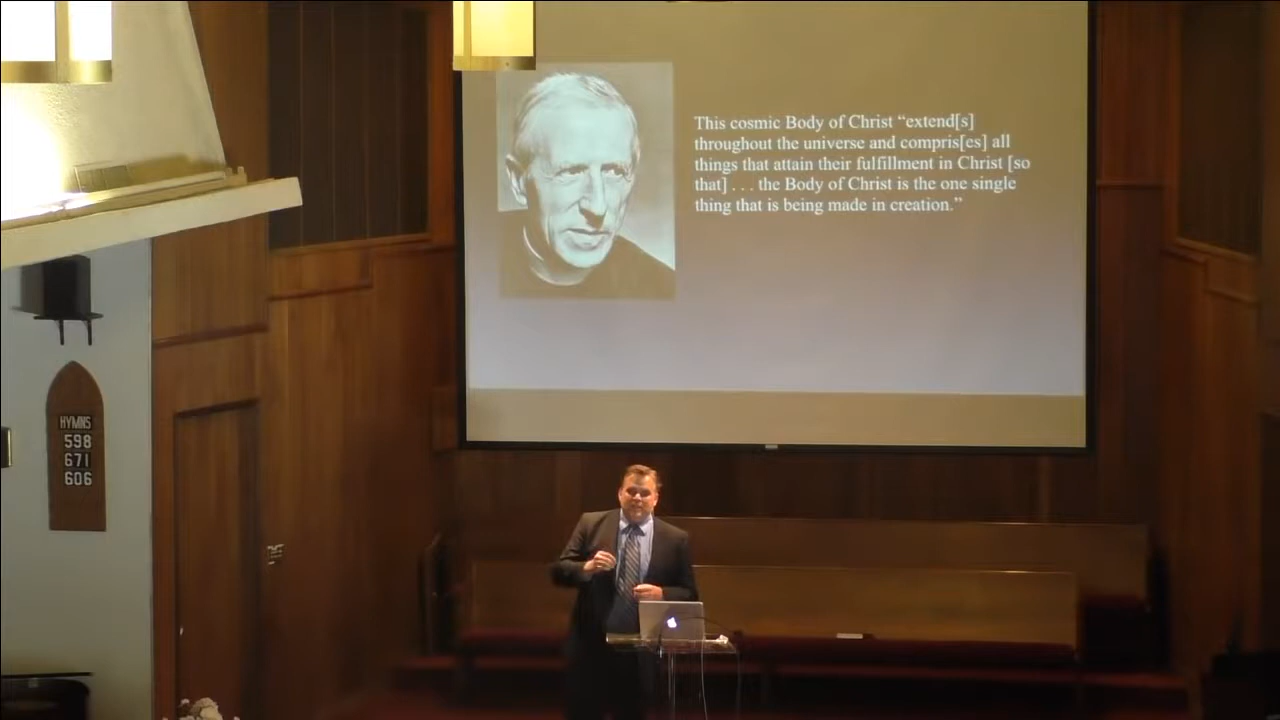 This cosmic Body of Christ “extend[s]
throughout the universe and compris[es] all
things that attain their fulfillment in Christ [so
that] . . . the Body of Christ is the one single
thing that is being made in creation.”
HYMNS
598
671
606